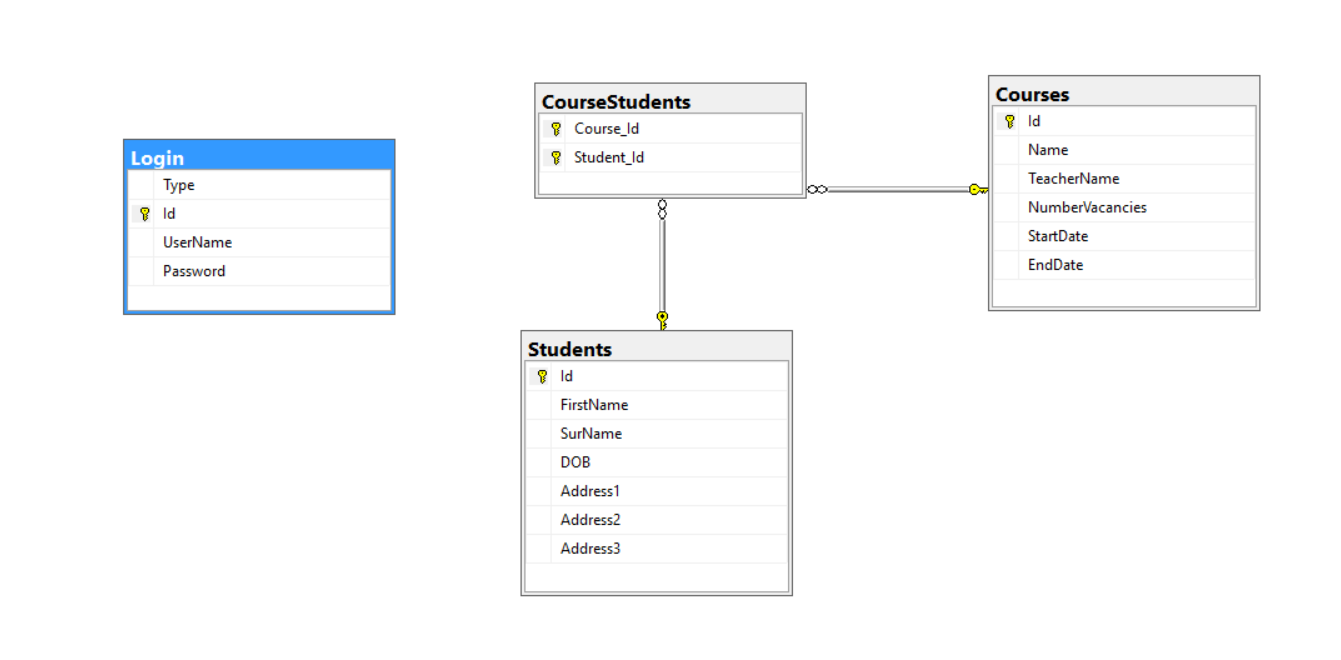 Login
Type
Id
UserName
Password
CourseStudents
Course_Id
Student_Id
Courses
Id
Name
TeacherName
NumberVacancies
StartDate
EndDate
Students
Id
FirstName
SurName
DOB
Address1
Address2
Address3